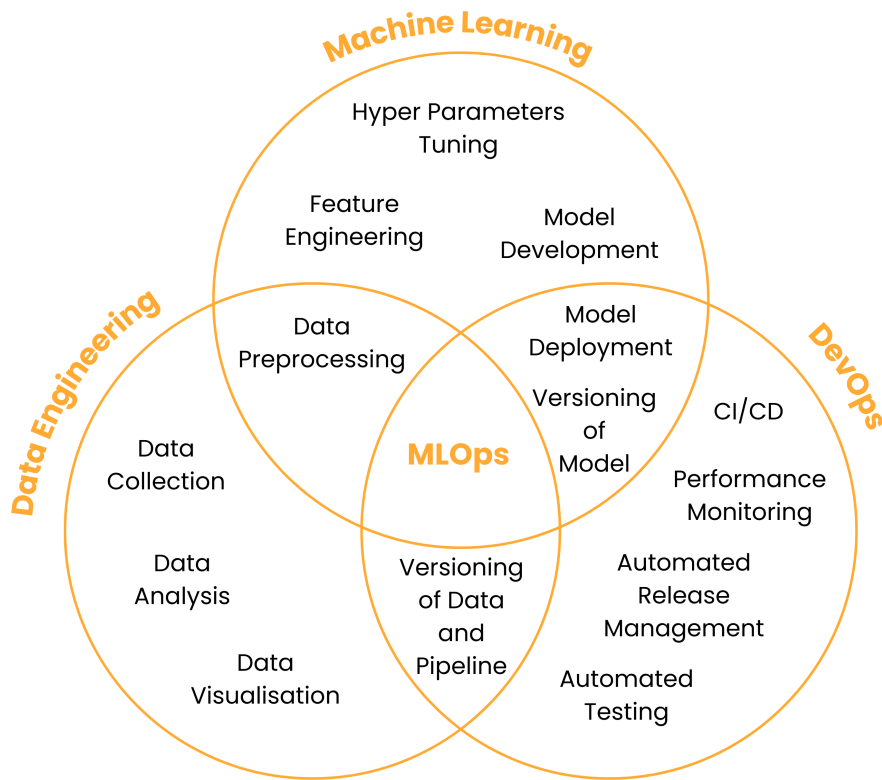 Machine Learning
Hyper Parameters
Tuning
Feature
Engineering
Model
Development
Data Engineering
DevOps
Data
Preprocessing
Model
Deployment
Versioning
of
Model
CI/CD
MLOps
Data
Collection
Performance
Monitoring
Data
Analysis
Versioning
of Data
and
Pipeline
Automated
Release
Management
Data
Visualisation
Automated
Testing